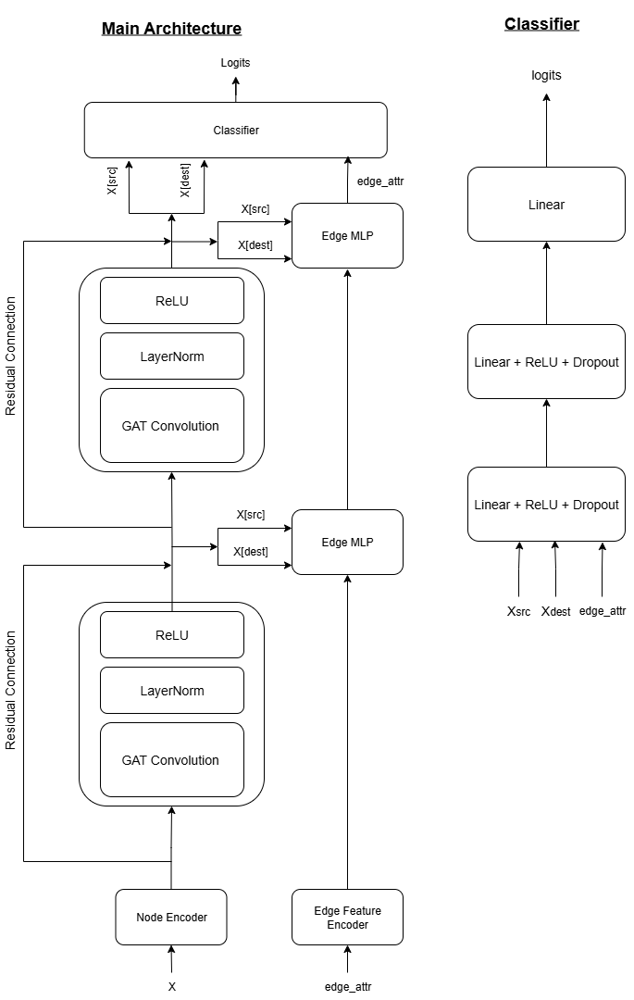 Main Architecture
Classifier
Logits
logits
Classifier
X[src]
X[dest]
edge_attr
Linear
X[src]
Edge MLP
X[dest]
ReLU
Residual Connection
LayerNorm
Linear + ReLU + Dropout
GAT Convolution
Linear + ReLU + Dropout
X[src]
Edge MLP
X[dest]
Xsrc
Xdest
edge_attr
ReLU
Residual Connection
LayerNorm
GAT Convolution
Node Encoder
Edge Feature
Encoder
X
edge_attr